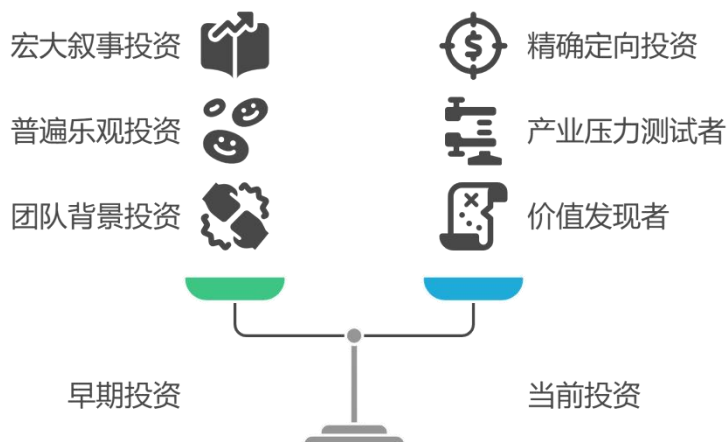 宏大叙事投资
精确定向投资
普遍乐观投资
产业压力测试者
团队背景投资
价值发现者
早期投资
当前投资